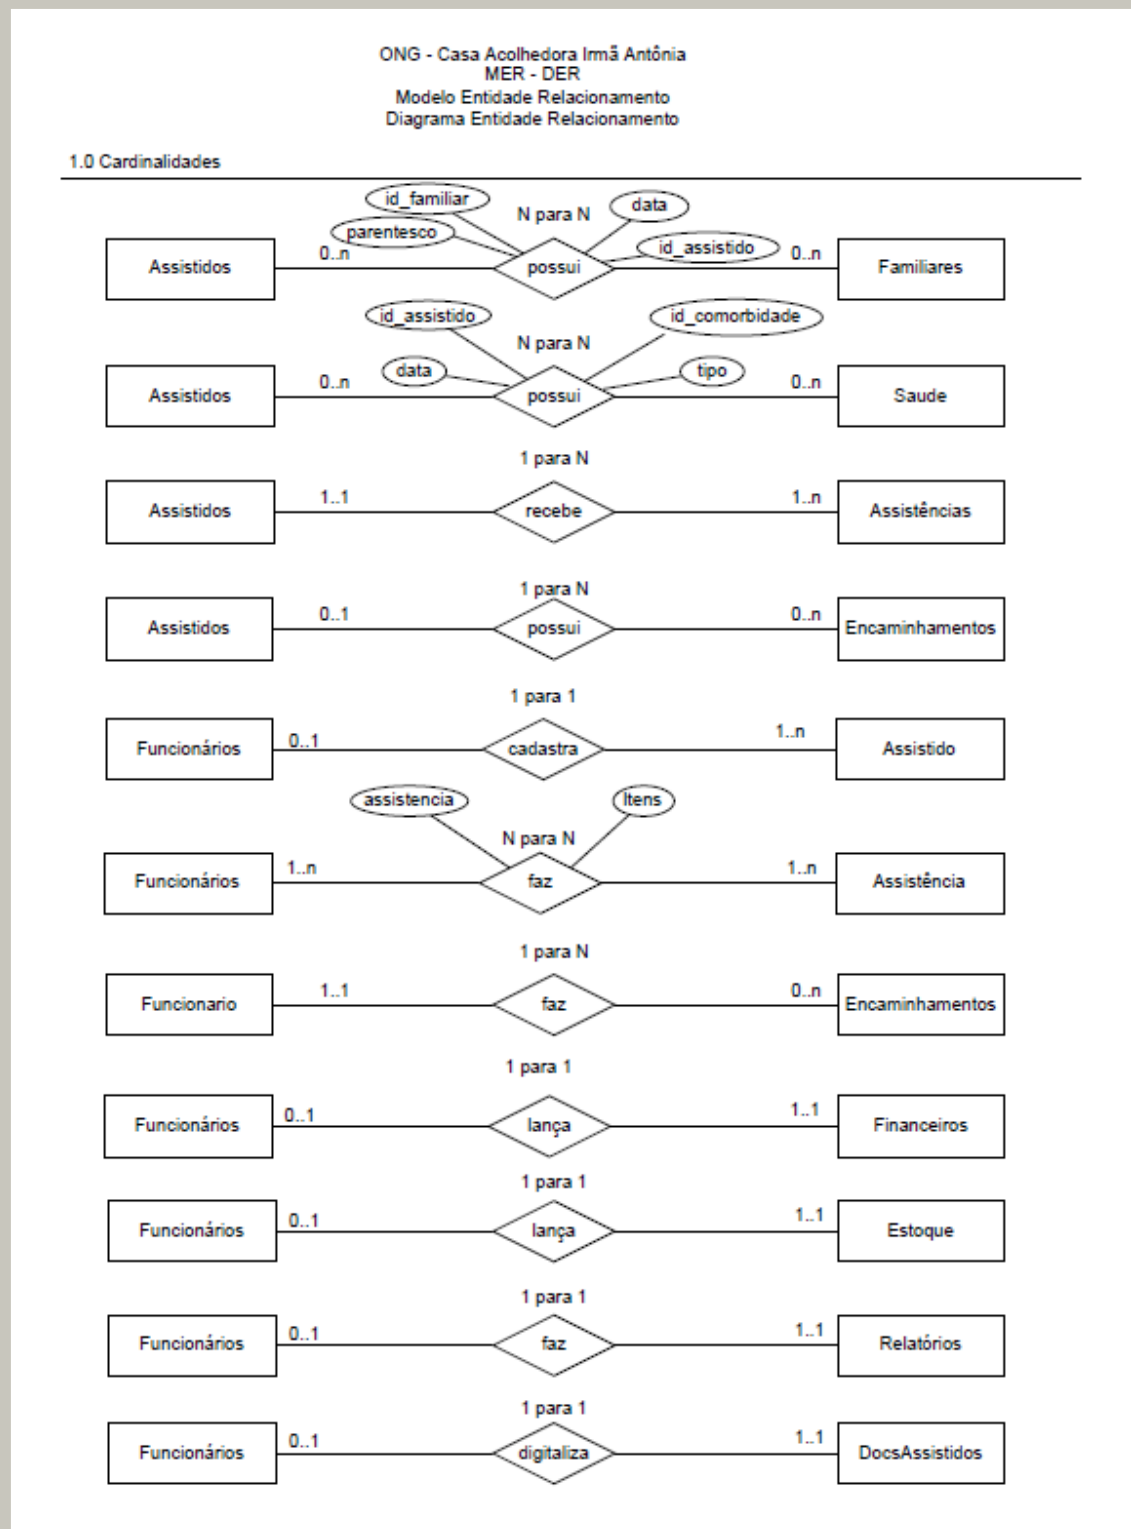 ONG - Casa Acolhedora Irmã Antônia
MER - DER
Modelo Entidade Relacionamento
Diagrama Entidade Relacionamento
1.0 Cardinalidades
id_familiar
N para N
data
parentesco
id_assistido
Assistidos
0..n
possui
0..n
Familiares
id_assistido
id_comorbidade
N para N
data
tipo
Assistidos
0..n
possui
0..n
Saude
1 para N
Assistidos
1..1
recebe
1..n
Assistências
1 para N
Assistidos
0..1
possui
0..n
Encaminhamentos
1 para 1
Funcionários
0..1
cadastra
1..n
Assistido
assistencia
Itens
N para N
Funcionários
1..n
faz
1..n
Assistência
1 para N
Funcionario
1..1
faz
0..n
Encaminhamentos
1 para 1
Funcionários
0..1
lança
1..1
Financeiros
1 para 1
Funcionários
0..1
lança
1..1
Estoque
1 para 1
Funcionários
0..1
faz
1..1
Relatórios
1 para 1
Funcionários
0..1
digitaliza
1..1
DocsAssistidos